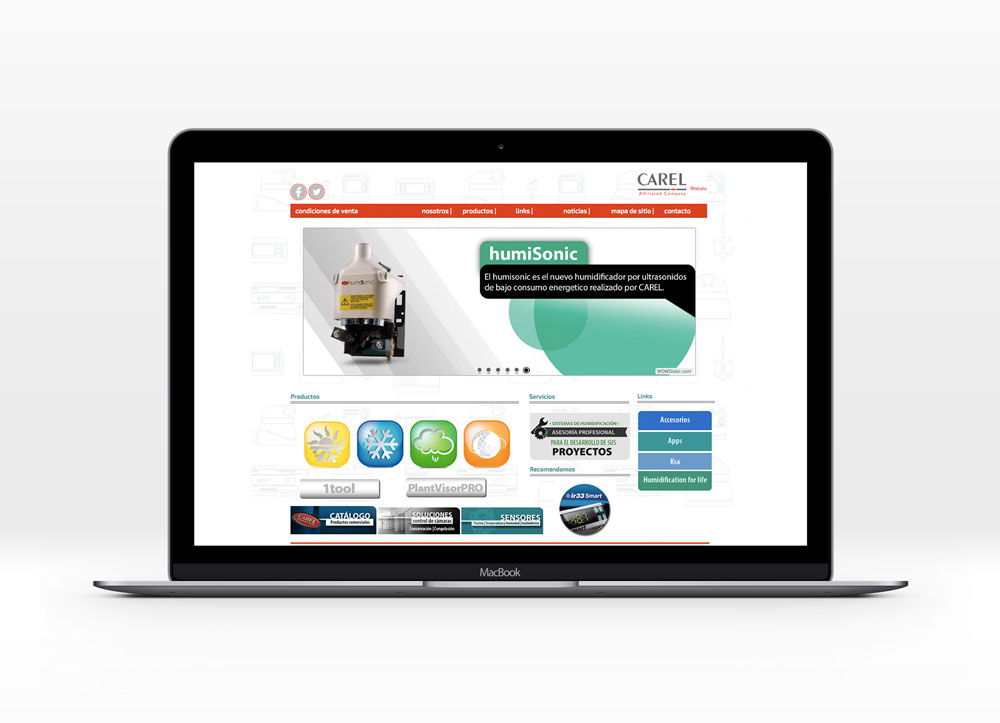 CAREL
Affiliated Company
condiciones de venta
nosotros |
productos |
links |
noticias |
mapa de sitio |
contacto
humiSonic
humiSonic
El humisonic es el nuevo humidificador por ultrasonidos
de bajo consumo energetico realizado por CAREL.
WOWSlider.com
Productos
Servicios
Links
SISTEMAS DE HUMIDIFICACIÓN
ASESORÍA PROFESIONAL
PARA EL DESARROLLO DE SUS
PROYECTOS
Accesorios
Apps
Ksa
Humidification for life
Recomendamos
1tool
PlantVisorPRO
ir33 Smart
CAREL
CATÁLOGO
Productos comerciales
SOLUCIONES
control de cámaras
Conservación | Congelación
SENSORES
MacBook